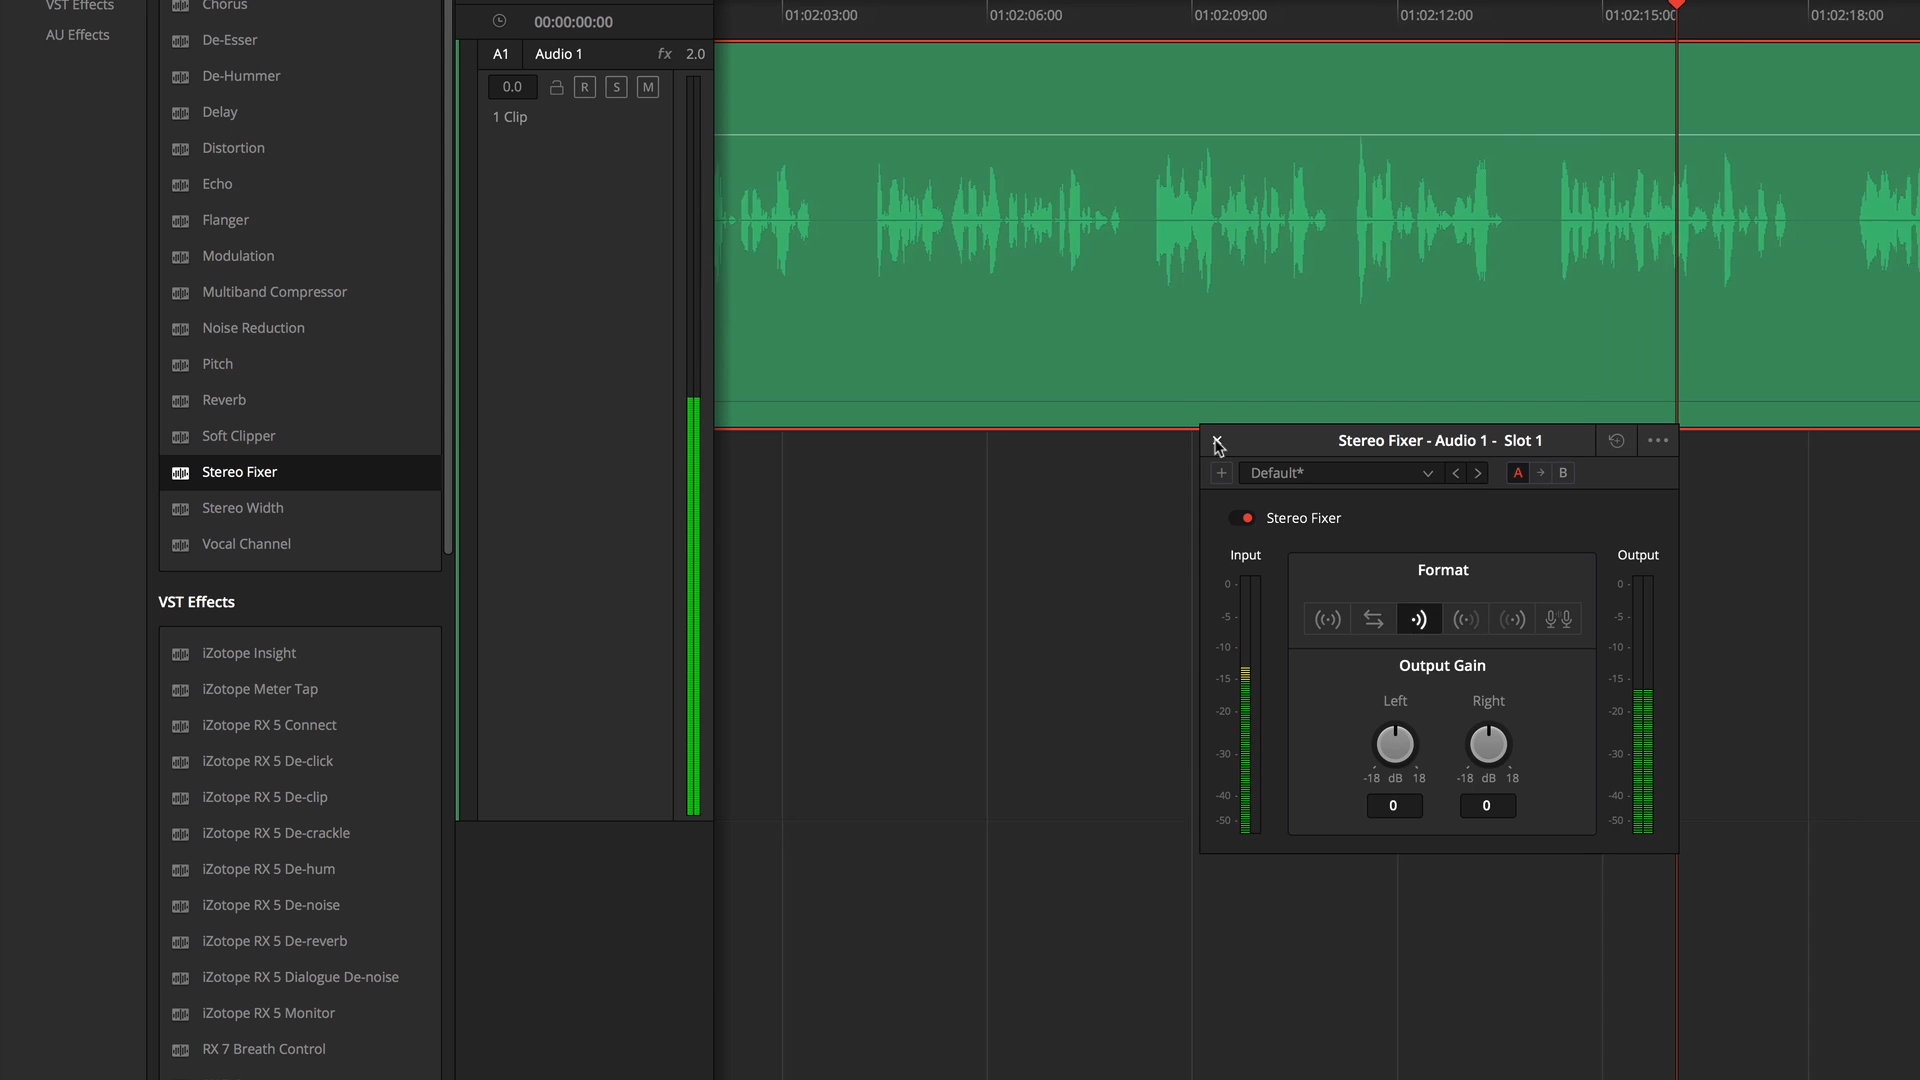 VST Effects
AU Effects
Chorus
De-Esser
De-Hummer
Delay
Distortion
Echo
Flanger
Modulation
Multiband Compressor
Noise Reduction
Pitch
Reverb
Soft Clipper
Stereo Fixer
Stereo Width
Vocal Channel
VST Effects
iZotope Insight
iZotope Meter Tap
iZotope RX 5 Connect
iZotope RX 5 De-click
iZotope RX 5 De-clip
iZotope RX 5 De-crackle
iZotope RX 5 De-hum
iZotope RX 5 De-noise
iZotope RX 5 De-reverb
iZotope RX 5 Dialogue De-noise
iZotope RX 5 Monitor
RX 7 Breath Control
00:00:00:00
A1 Audio 1 fx 2.0
0.0 R S M
1 Clip
01:02:03:00 01:02:06:00 01:02:09:00 01:02:12:00 01:02:15:00 01:02:18:00
Stereo Fixer - Audio 1 - Slot 1
Default* A B
Stereo Fixer
Input Output
Format
0 0
-5 -5
-10 -10
-15 -15
-20 -20
-30 -30
-40 -40
-50 -50
Output Gain
Left Right
-18 dB 18 -18 dB 18
0 0